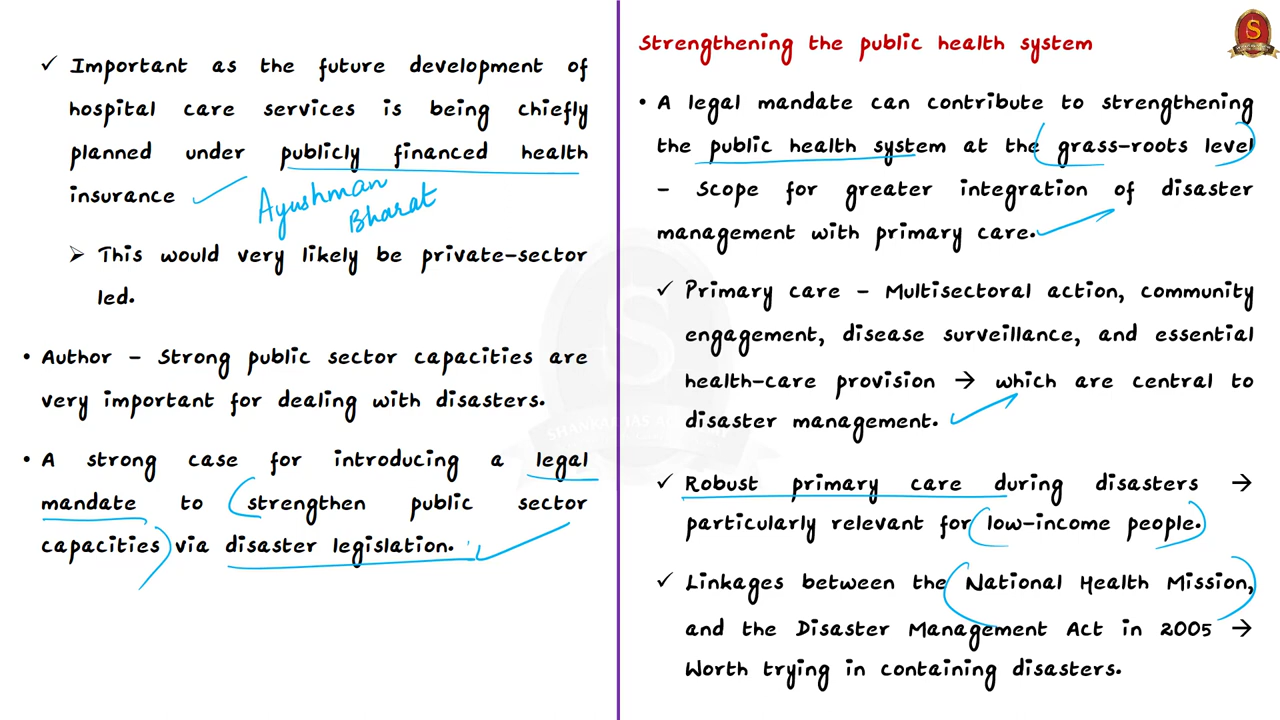 ✓ Important as the future development of
hospital care services is being chiefly
planned under publicly financed health
insurance
Ayushman
Bharat
➢ This would very likely be private-sector
led.
• Author – Strong public sector capacities are
very important for dealing with disasters.
• A strong case for introducing a legal
mandate to strengthen public sector
capacities via disaster legislation.
Strengthening the public health system
• A legal mandate can contribute to strengthening
the public health system at the grass-roots level
– Scope for greater integration of disaster
management with primary care.
✓ Primary care – Multisectoral action, community
engagement, disease surveillance, and essential
health-care provision → which are central to
disaster management.
✓ Robust primary care during disasters →
particularly relevant for low-income people.
✓ Linkages between the National Health Mission,
and the Disaster Management Act in 2005 →
Worth trying in containing disasters.